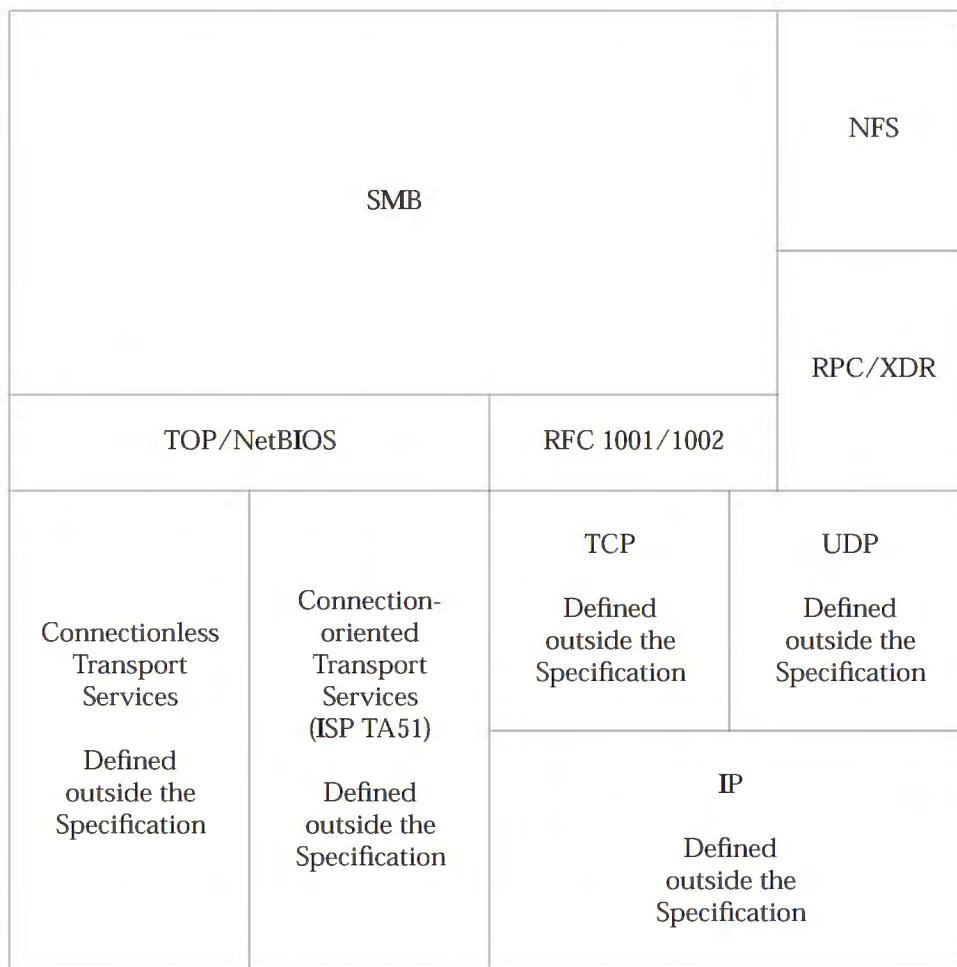 NFS
SMB
RPC/XDR
TOP/NetBIOS
RFC 1001/1002
Connectionless
Transport
Services
Defined
outside the
Specification
Connection-
oriented
Transport
Services
(ISP TA51)
Defined
outside the
Specification
TCP
Defined
outside the
Specification
UDP
Defined
outside the
Specification
IP
Defined
outside the
Specification